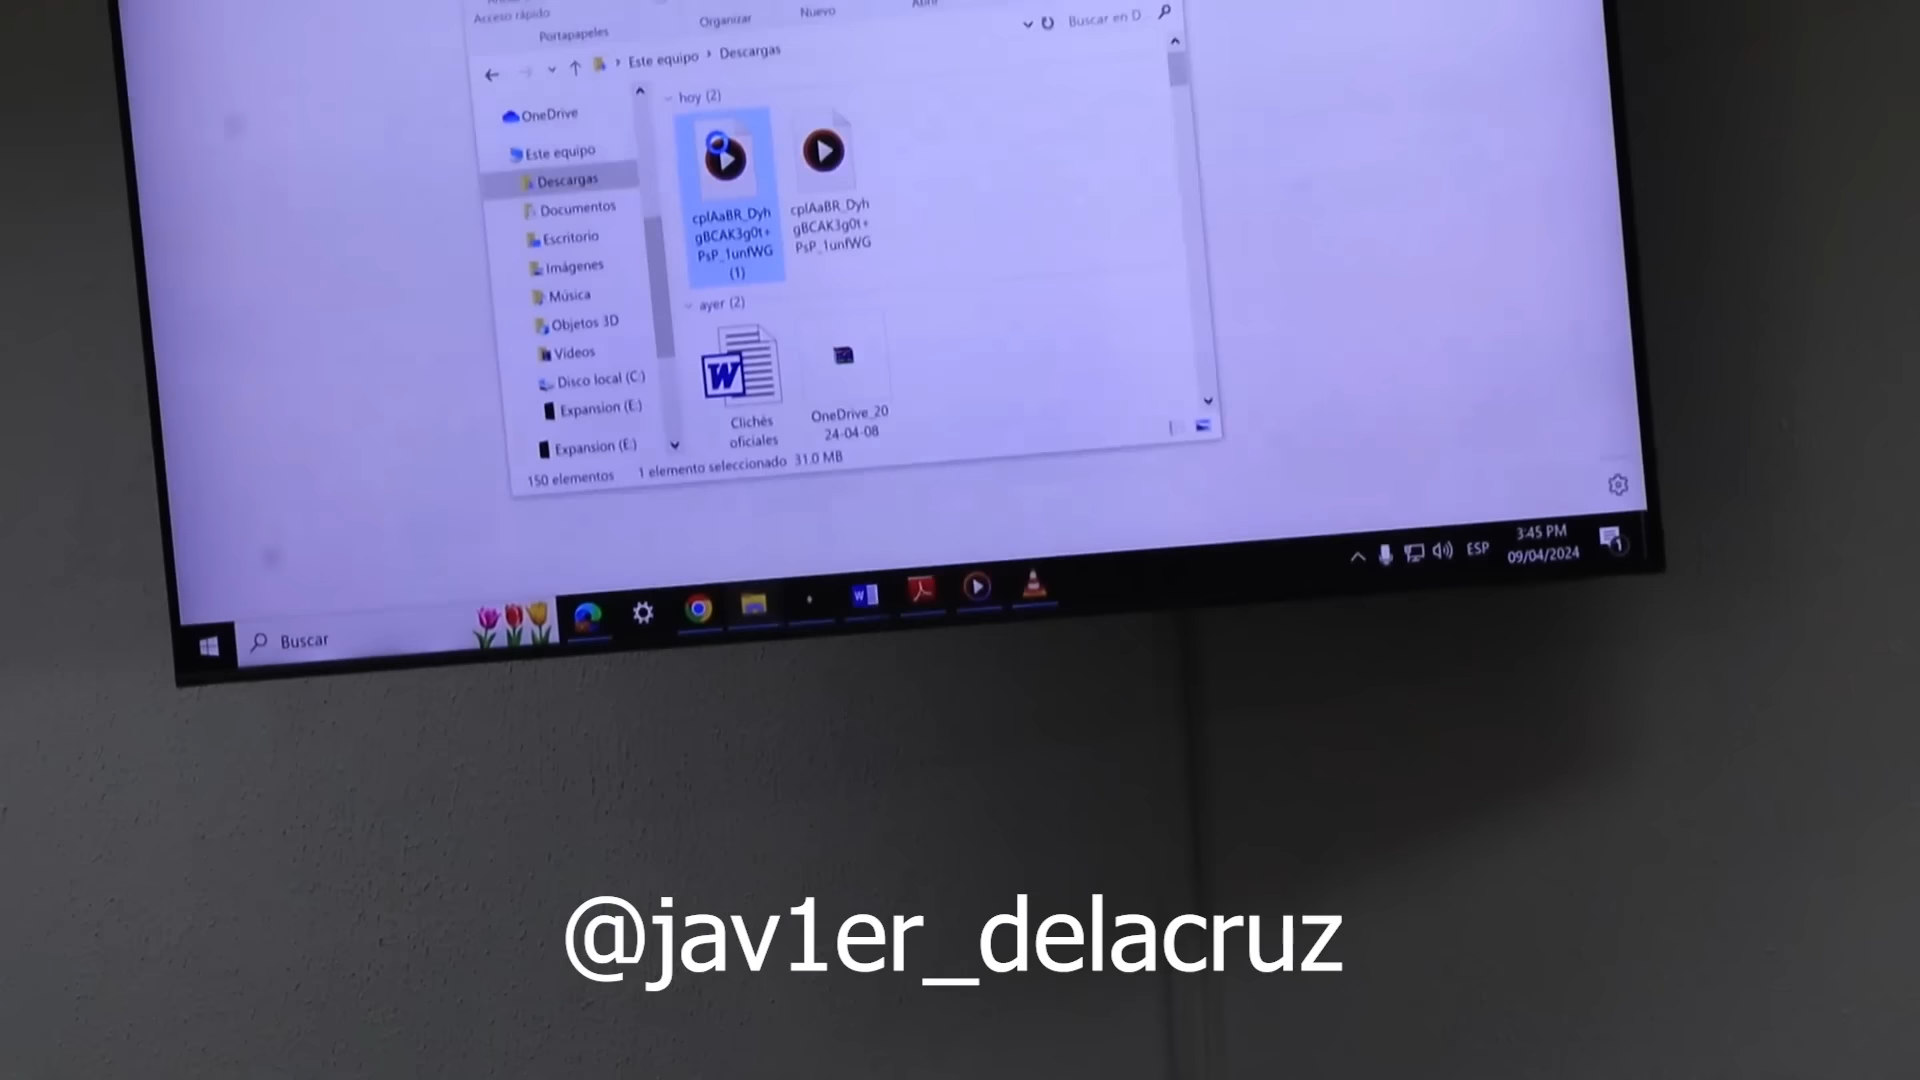 Acceso rápido
Portapapeles
Organizar
Nuevo
Este equipo › Descargas
Buscar en D
OneDrive
Este equipo
Descargas
Documentos
Escritorio
Imágenes
Música
Objetos 3D
Vídeos
Disco local (C:)
Expansion (E:)
Expansion (E:)
hoy (2)
cplAaBR_Dyh
gBCAK3g0t+
PsP_1unfWG
(1)
cplAaBR_Dyh
gBCAK3g0t+
PsP_1unfWG
ayer (2)
W
Clichés
oficiales
OneDrive_20
24-04-08
150 elementos 1 elemento seleccionado 31.0 MB
Buscar
ESP
3:45 PM
09/04/2024
1
@jav1er_delacruz